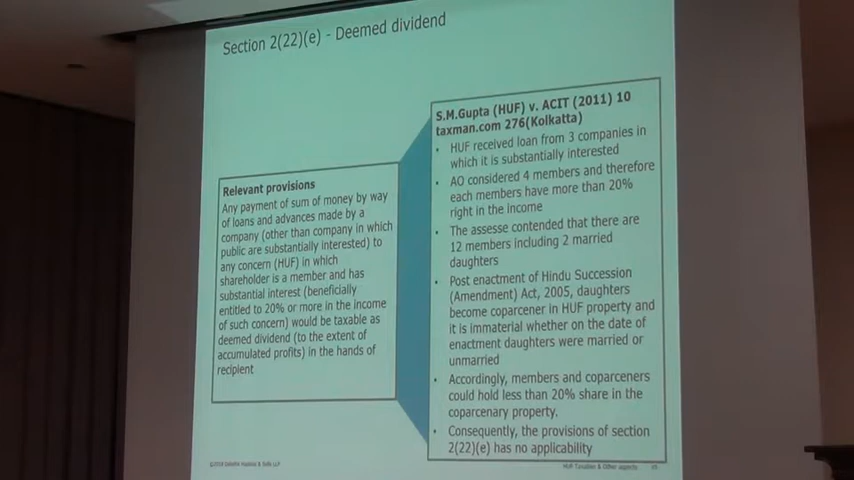 Section 2(22)(e) - Deemed dividend
Relevant provisions
Any payment of sum of money by way
of loans and advances made by a
company (other than company in which
public are substantially interested) to
any concern (HUF) in which
shareholder is a member and has
substantial interest (beneficially
entitled to 20% or more in the income
of such concern) would be taxable as
deemed dividend (to the extent of
accumulated profits) in the hands of
recipient
S.M.Gupta (HUF) v. ACIT (2011) 10
taxman.com 276(Kolkatta)
• HUF received loan from 3 companies in
which it is substantially interested
• AO considered 4 members and therefore
each members have more than 20%
right in the income
• The assesse contended that there are
12 members including 2 married
daughters
• Post enactment of Hindu Succession
(Amendment) Act, 2005, daughters
become coparcener in HUF property and
it is immaterial whether on the date of
enactment daughters were married or
unmarried
• Accordingly, members and coparceners
could hold less than 20% share in the
coparcenary property.
• Consequently, the provisions of section
2(22)(e) has no applicability
Haskins & Sells LLP
HUF Taxation & Other aspects